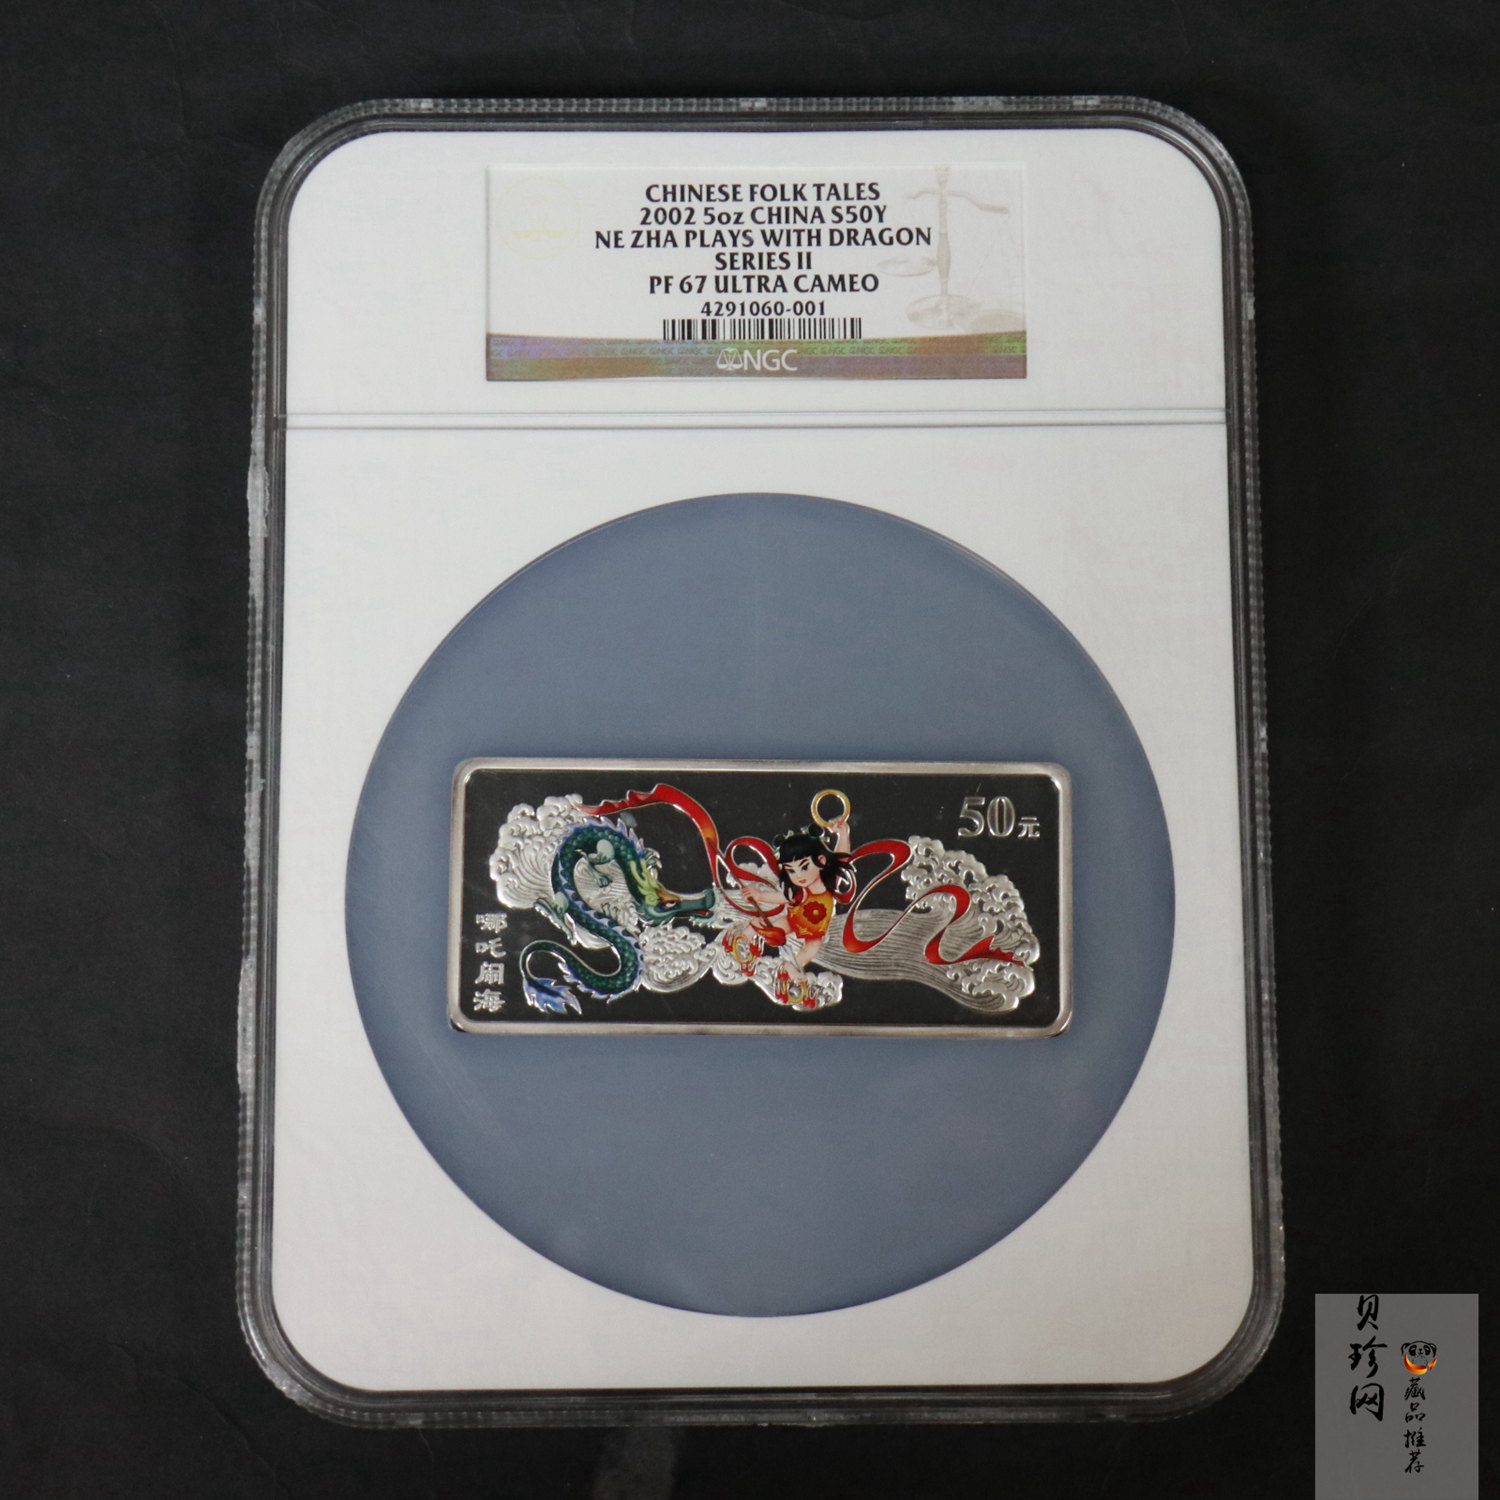 CHINESE FOLK TALES
2002 5oz CHINA S50Y
NE ZHA PLAYS WITH DRAGON
SERIES II
PF 67 ULTRA CAMEO
4291060-001
NGC
50元
哪吒闹海
贝珍网
藏品推荐